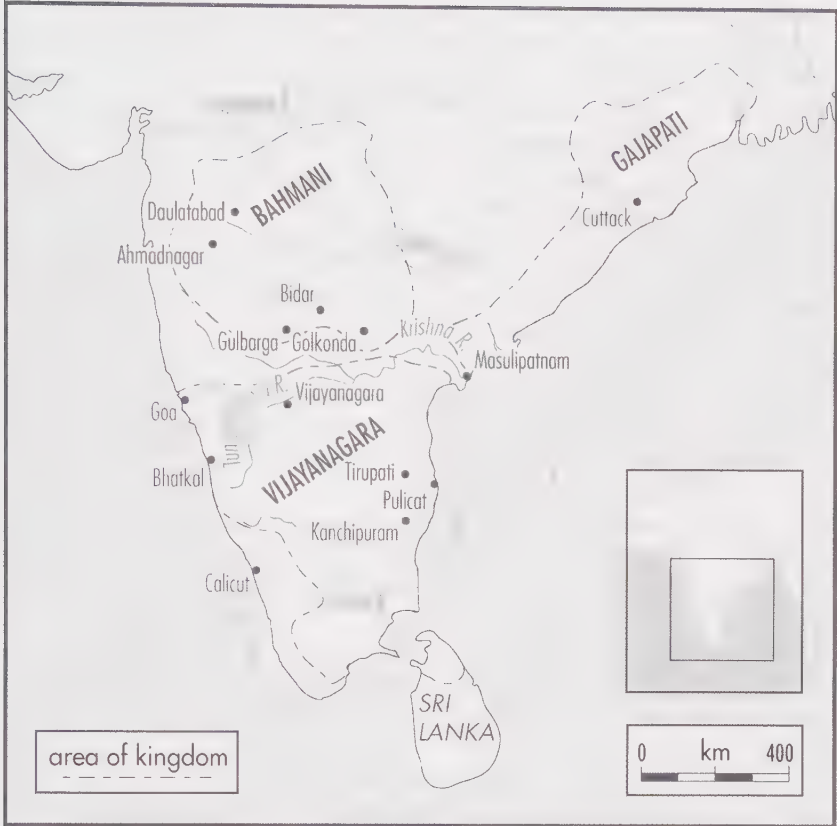 GAJAPATI
BAHMANI
Cuttack
Daulatabad
Ahmadnagar
Bidar
Krishna R.
Gulbarga
Golkonda
Masulipatnam
R.
Vijayanagara
Goa
VIJAYANAGARA
Tun
Bhatkal
Tirupati
Pulicat
Kanchipuram
Calicut
SRI
LANKA
area of kingdom
0 km 400